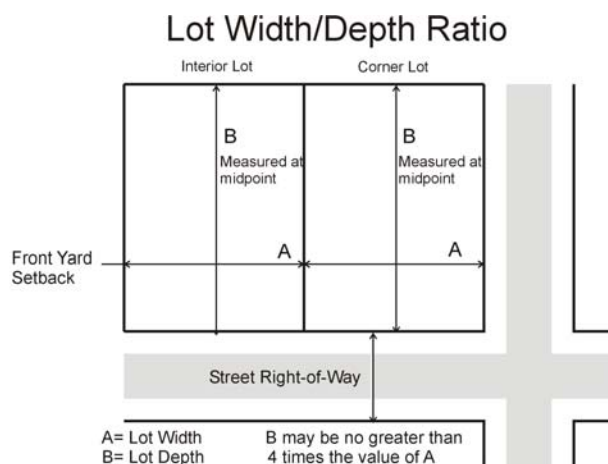 Lot Width/Depth Ratio
Interior Lot
Corner Lot
B
Measured at
midpoint
B
Measured at
midpoint
A
A
Front Yard
Setback
Street Right-of-Way
A= Lot Width
B= Lot Depth
B may be no greater than
4 times the value of A